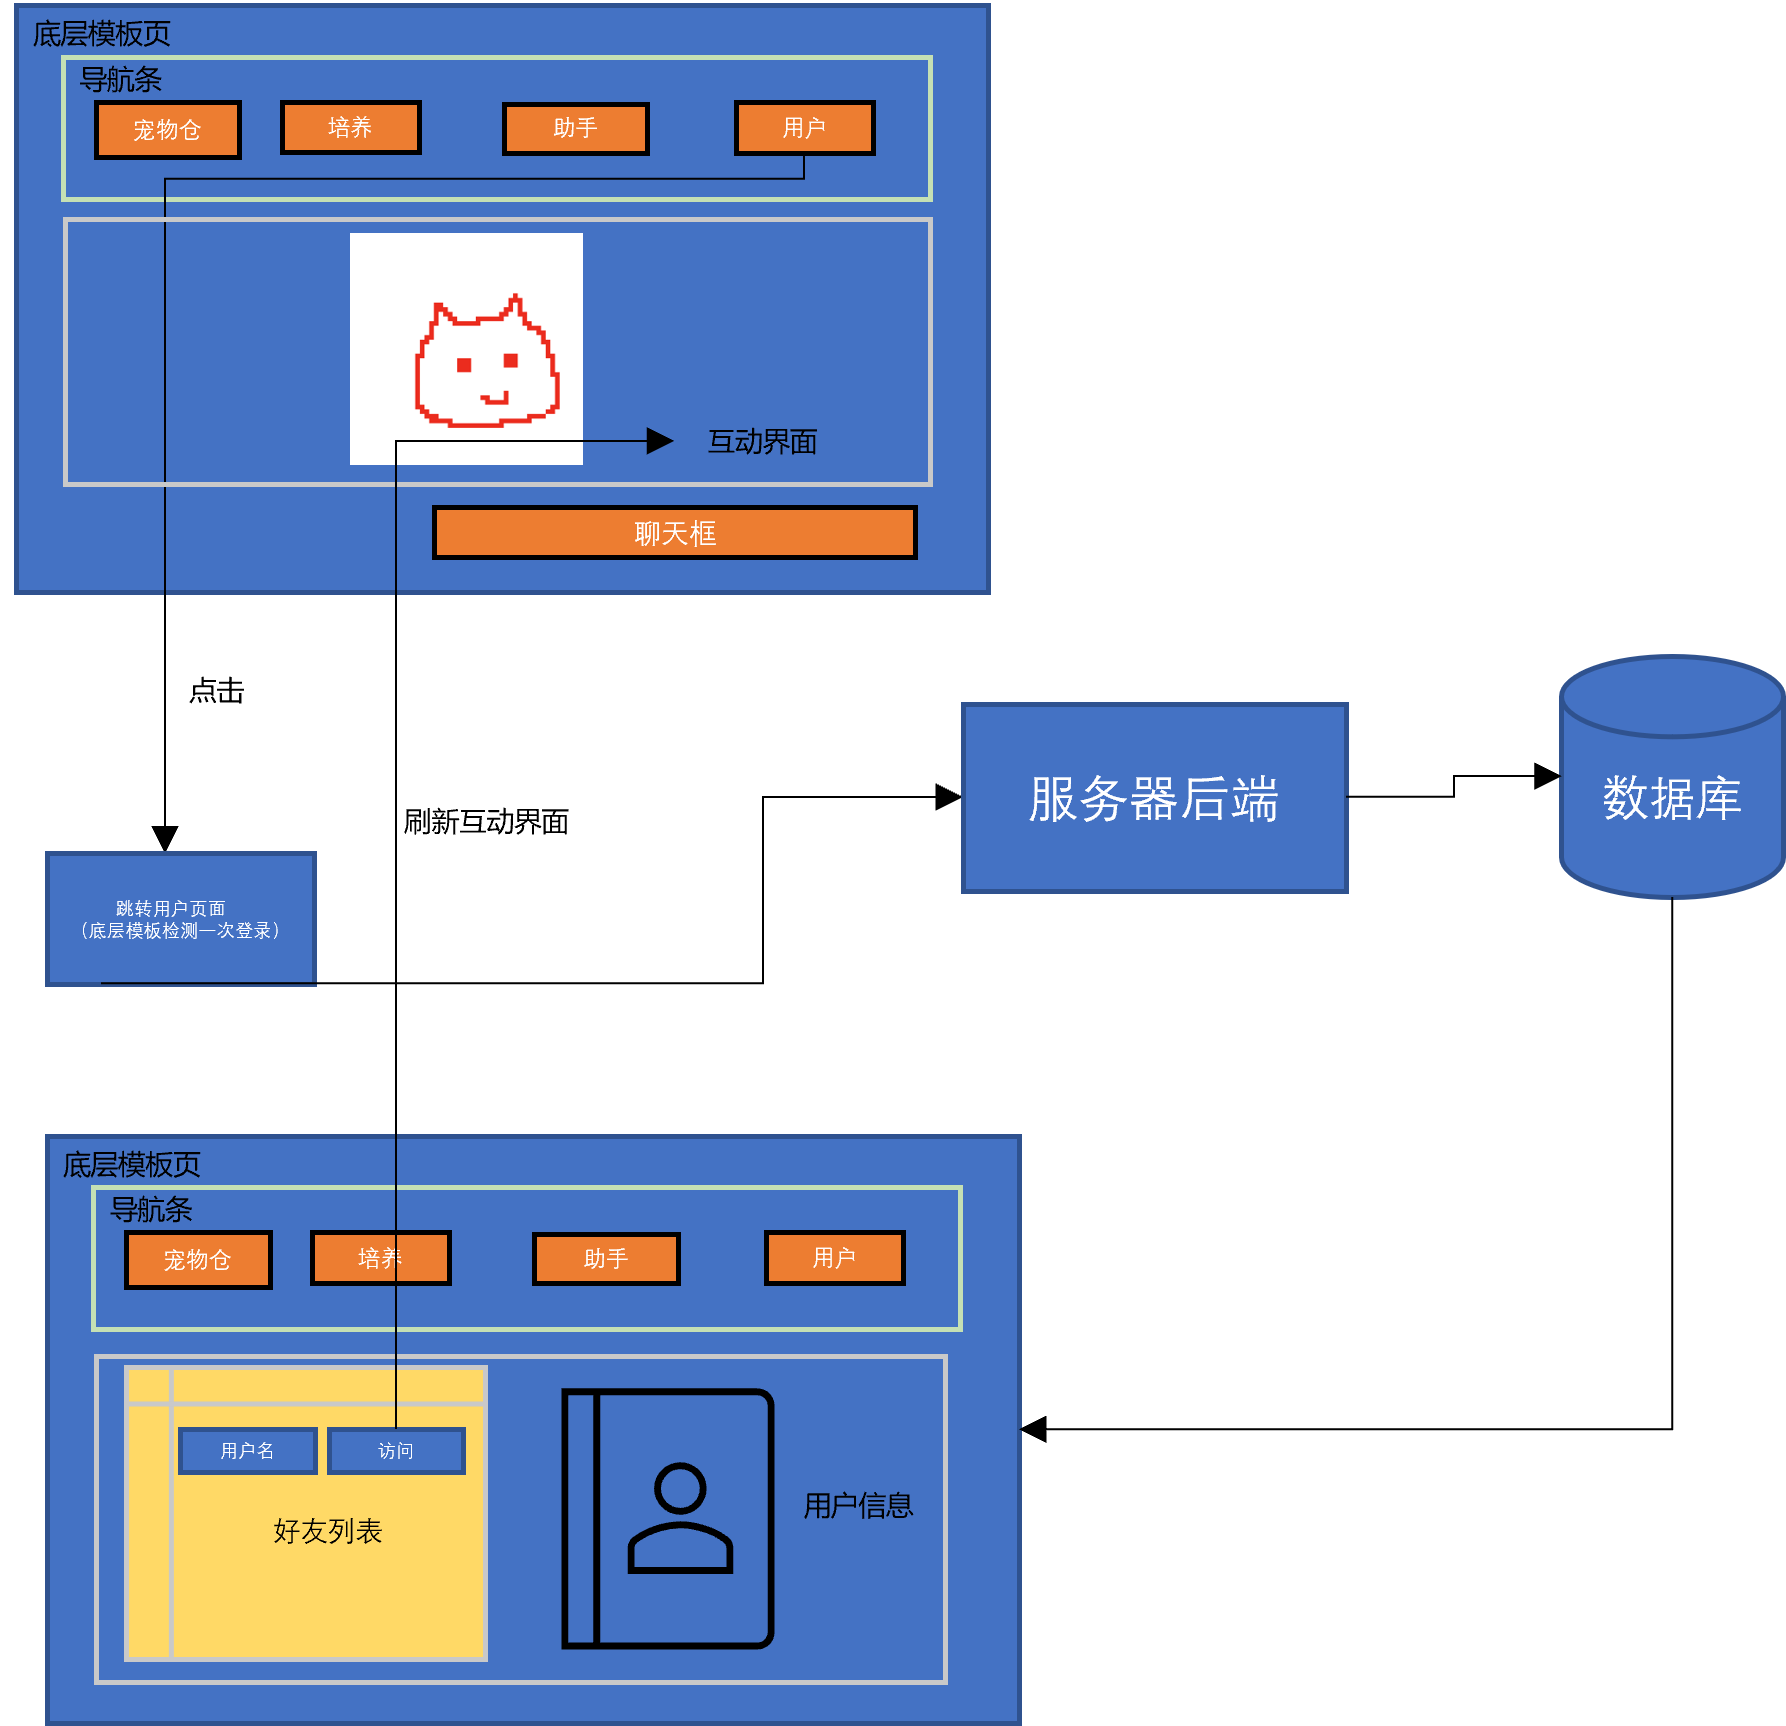 底层模板页
导航条
宠物仓
培养
助手
用户
互动界面
聊天框
点击
刷新互动界面
服务器后端
数据库
跳转用户页面
（底层模板检测一次登录）
底层模板页
导航条
宠物仓
培养
助手
用户
用户名
访问
好友列表
用户信息